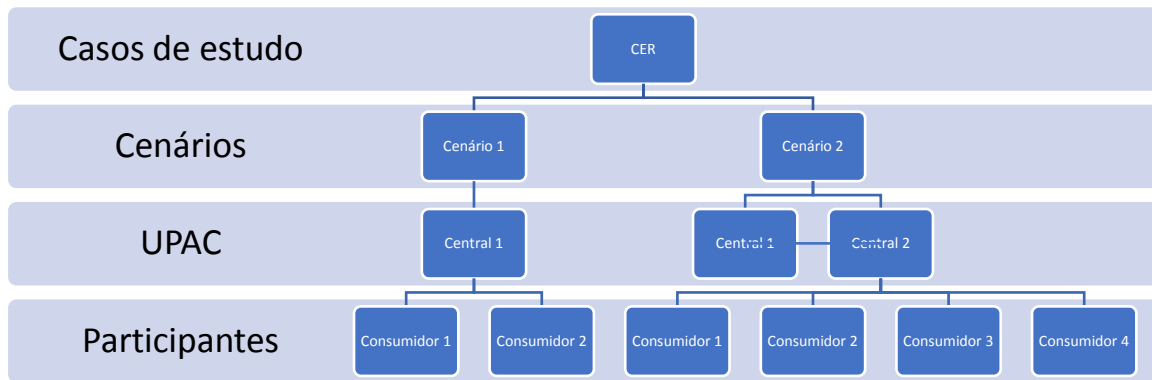 Casos de estudo
CER
Cenários
Cenário 1
Cenário 2
UPAC
Central 1
Central 1
Central 2
Participantes
Consumidor 1
Consumidor 2
Consumidor 1
Consumidor 2
Consumidor 3
Consumidor 4